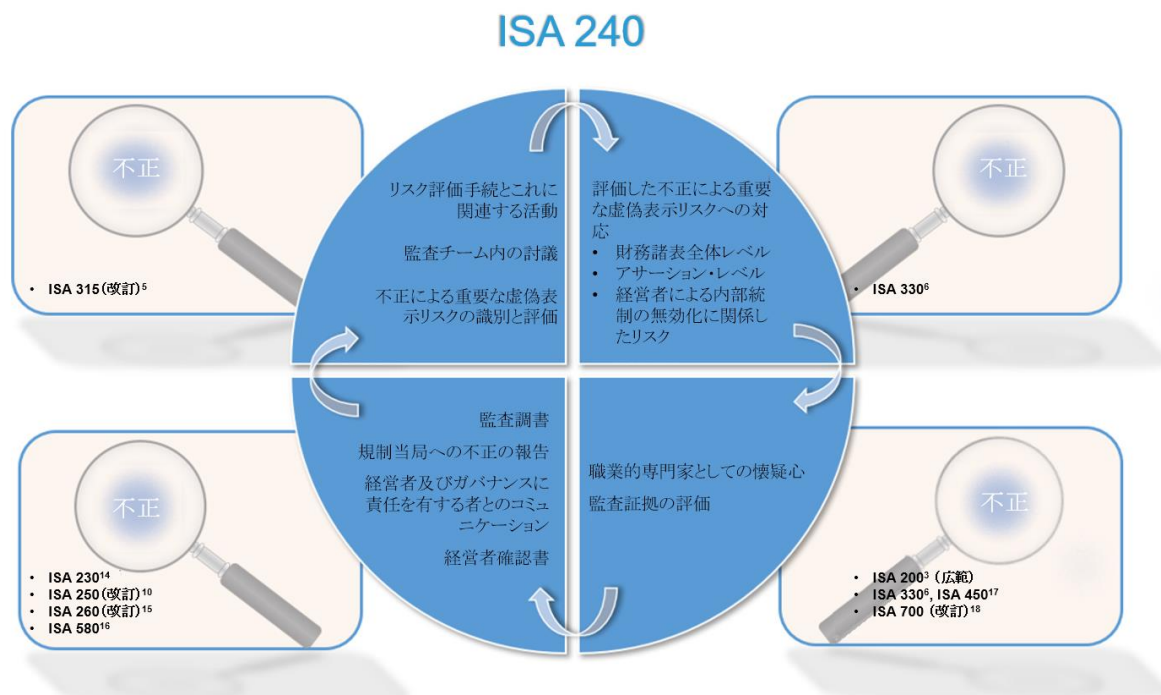 ISA 240
不正
• ISA 315(改訂)⁵
リスク評価手続とこれに
関連する活動
監査チーム内の討議
不正による重要な虚偽表
示リスクの識別と評価
評価した不正による重要
な虚偽表示リスクへの対
応
• 財務諸表全体レベル
• アサーション・レベル
• 経営者による内部統
制の無効化に関係し
たリスク
不正
• ISA 330⁶
不正
• ISA 230¹⁴
• ISA 250(改訂)¹⁰
• ISA 260(改訂)¹⁵
• ISA 580¹⁶
監査調書
規制当局への不正の報告
経営者及びガバナンスに
責任を有する者とのコミュ
ニケーション
経営者確認書
職業的専門家としての懐疑心
監査証拠の評価
不正
• ISA 200³ (広範)
• ISA 330⁶, ISA 450¹⁷
• ISA 700 (改訂)¹⁸